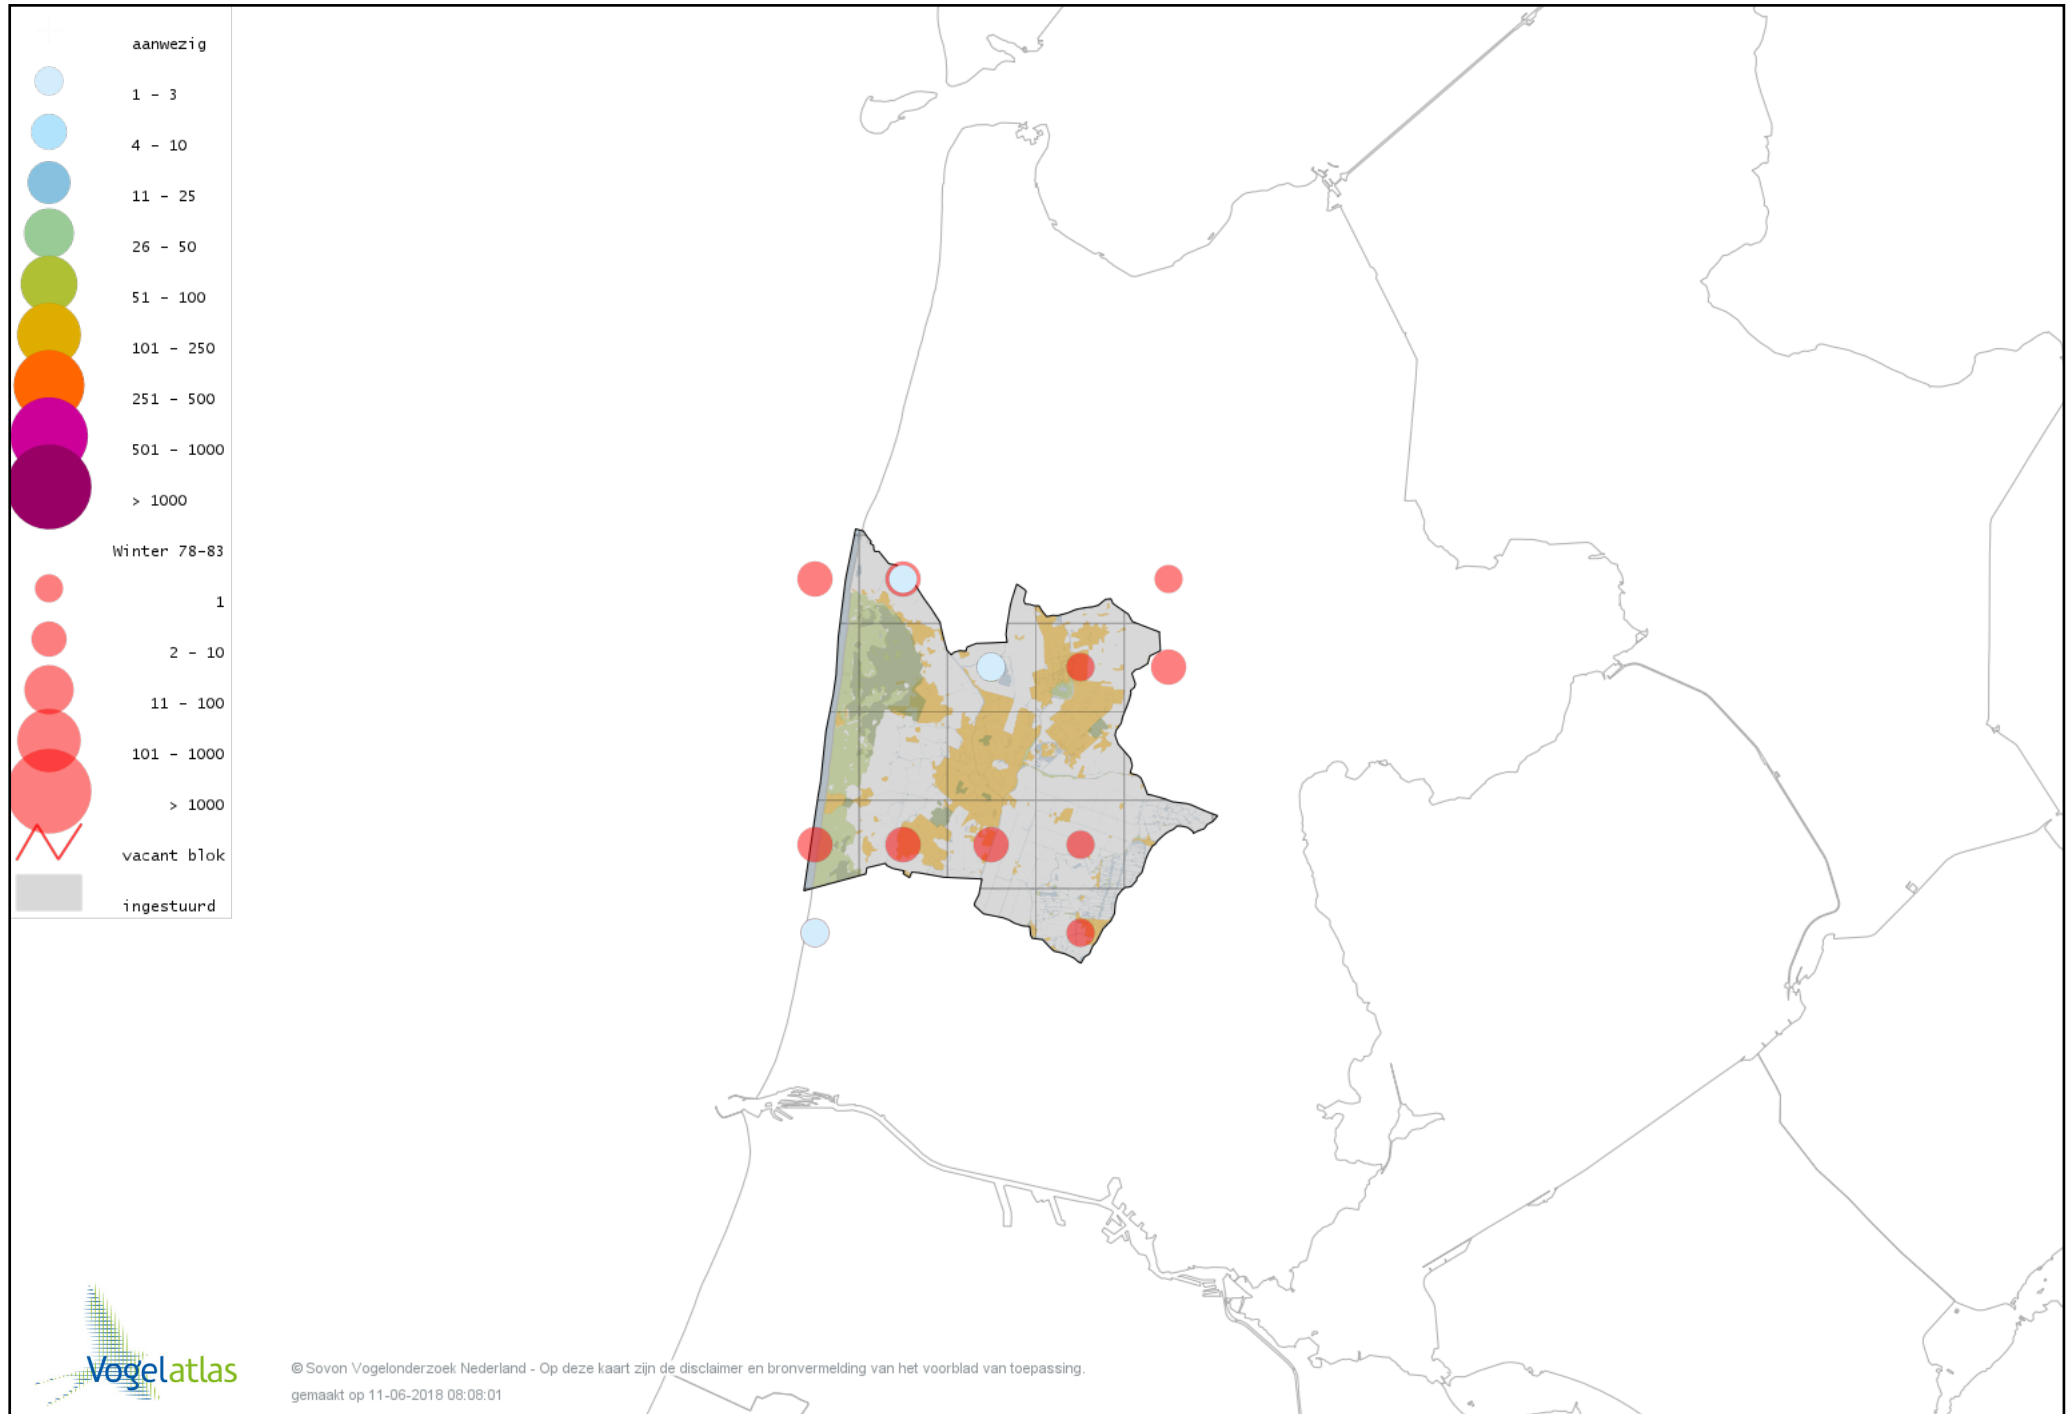 aanwezig
1 - 3
4 - 10
11 - 25
26 - 50
51 - 100
101 - 250
251 - 500
501 - 1000
> 1000
Winter 78-83
1
2 - 10
11 - 100
101 - 1000
> 1000
vacant blok
ingestuurd
Vogelatlas
© Sovon Vogelonderzoek Nederland - Op deze kaart zijn de disclaimer en bronvermelding van het voorblad van toepassing.
gemaakt op 11-06-2018 08:08:01